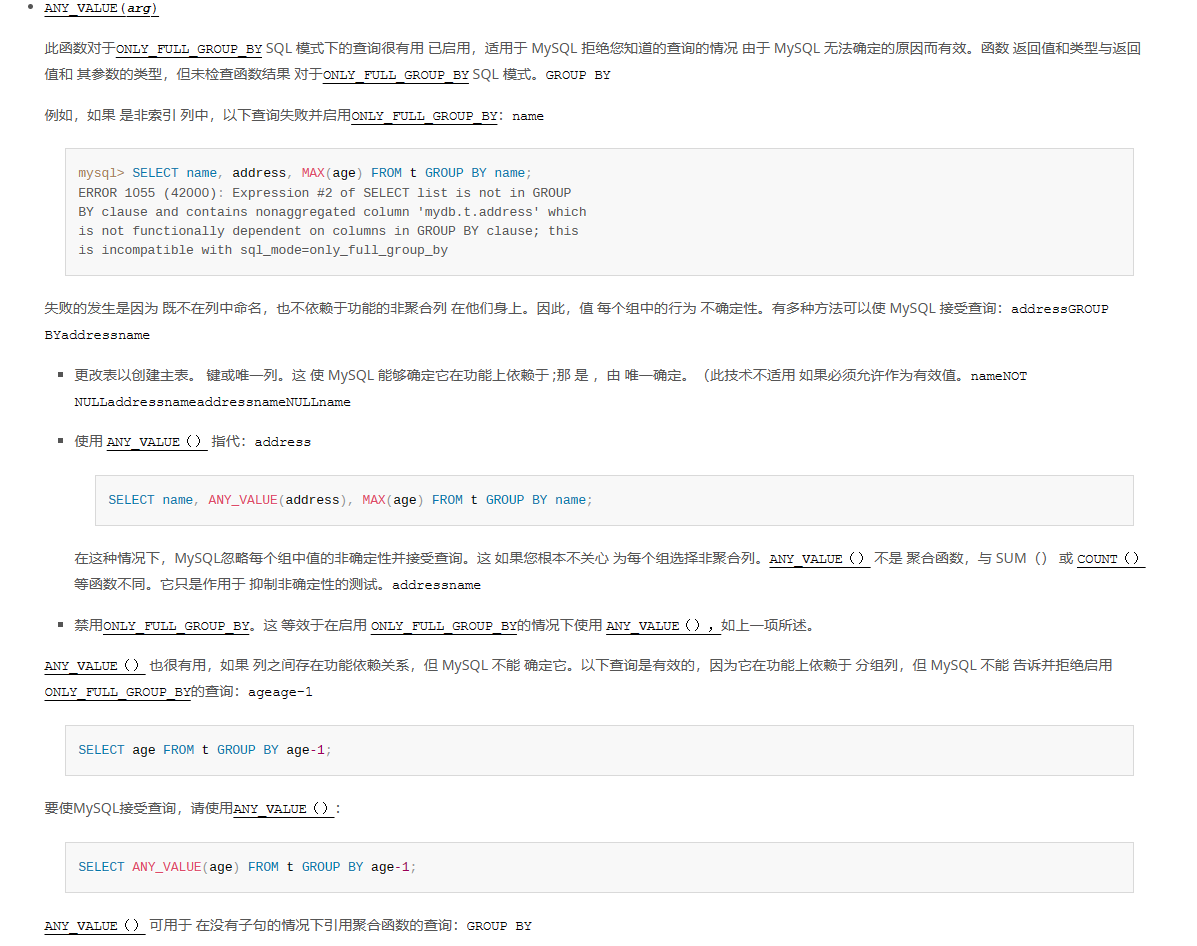 ANY_VALUE(arg)
此函数对于ONLY_FULL_GROUP_BY SQL 模式下的查询很有用 已启用，适用于 MySQL 拒绝您知道的查询的情况 由于 MySQL 无法确定的原因而有效。函数 返回值和类型与返回
值和 其参数的类型，但未检查函数结果 对于ONLY_FULL_GROUP_BY SQL 模式。GROUP BY
例如，如果 是非索引 列中，以下查询失败并启用ONLY_FULL_GROUP_BY：name
mysql> SELECT name, address, MAX(age) FROM t GROUP BY name;
ERROR 1055 (42000): Expression #2 of SELECT list is not in GROUP
BY clause and contains nonaggregated column 'mydb.t.address' which
is not functionally dependent on columns in GROUP BY clause; this
is incompatible with sql_mode=only_full_group_by
失败的发生是因为 既不在列中命名，也不依赖于功能的非聚合列 在他们身上。因此，值 每个组中的行为 不确定性。有多种方法可以使 MySQL 接受查询：addressGROUP
BYaddressname
更改表以创建主表。 键或唯一列。这 使 MySQL 能够确定它在功能上依赖于 ;那 是 ，由 唯一确定。（此技术不适用 如果必须允许作为有效值。nameNOT
NULLaddressnameaddressnameNULLname
使用 ANY_VALUE（） 指代：address
SELECT name, ANY_VALUE(address), MAX(age) FROM t GROUP BY name;
在这种情况下，MySQL忽略每个组中值的非确定性并接受查询。这 如果您根本不关心 为每个组选择非聚合列。ANY_VALUE（） 不是 聚合函数，与 SUM（） 或 COUNT（）
等函数不同。它只是作用于 抑制非确定性的测试。addressname
禁用ONLY_FULL_GROUP_BY。这 等效于在启用 ONLY_FULL_GROUP_BY的情况下使用 ANY_VALUE（），如上一项所述。
ANY_VALUE（） 也很有用，如果 列之间存在功能依赖关系，但 MySQL 不能 确定它。以下查询是有效的，因为它在功能上依赖于 分组列，但 MySQL 不能 告诉并拒绝启用
ONLY_FULL_GROUP_BY的查询：ageage-1
SELECT age FROM t GROUP BY age-1;
要使MySQL接受查询，请使用ANY_VALUE（）：
SELECT ANY_VALUE(age) FROM t GROUP BY age-1;
ANY_VALUE（） 可用于 在没有子句的情况下引用聚合函数的查询：GROUP BY